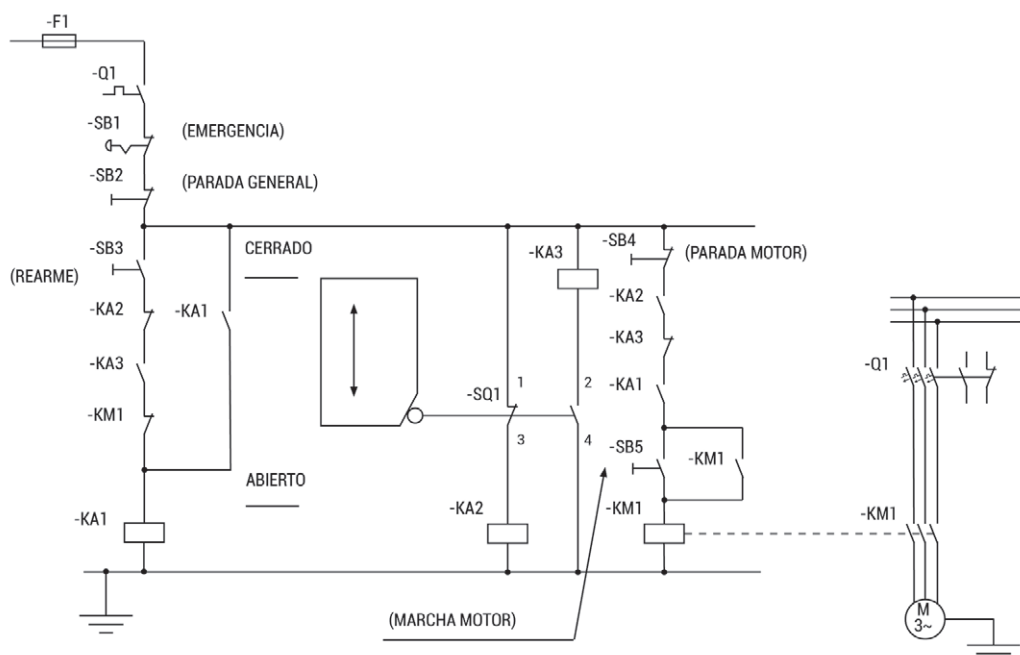 -F1
-Q1
-SB1
(EMERGENCIA)
-SB2
(PARADA GENERAL)
-SB3
(REARME)
-KA2
-KA3
-KM1
-KA1
-KA1
CERRADO
ABIERTO
-SQ1
1
2
3
4
-KA2
-KA3
-SB4
(PARADA MOTOR)
-KA2
-KA3
-KA1
-SB5
-KM1
-KM1
(MARCHA MOTOR)
-Q1
-KM1
M
3~